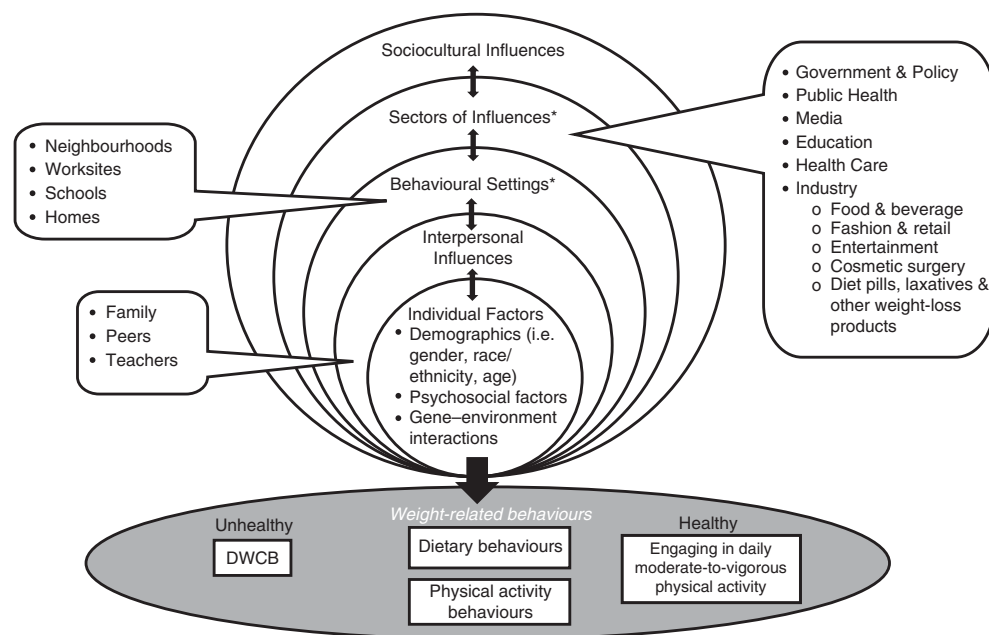 Sociocultural Influences
Sectors of Influences*
Behavioural Settings*
Interpersonal
Influences
Individual Factors
• Demographics (i.e.
gender, race/
ethnicity, age)
• Psychosocial factors
• Gene–environment
interactions
• Neighbourhoods
• Worksites
• Schools
• Homes
• Family
• Peers
• Teachers
• Government & Policy
• Public Health
• Media
• Education
• Health Care
• Industry
o Food & beverage
o Fashion & retail
o Entertainment
o Cosmetic surgery
o Diet pills, laxatives &
other weight-loss
products
Weight-related behaviours
Unhealthy
DWCB
Dietary behaviours
Physical activity
behaviours
Healthy
Engaging in daily
moderate-to-vigorous
physical activity